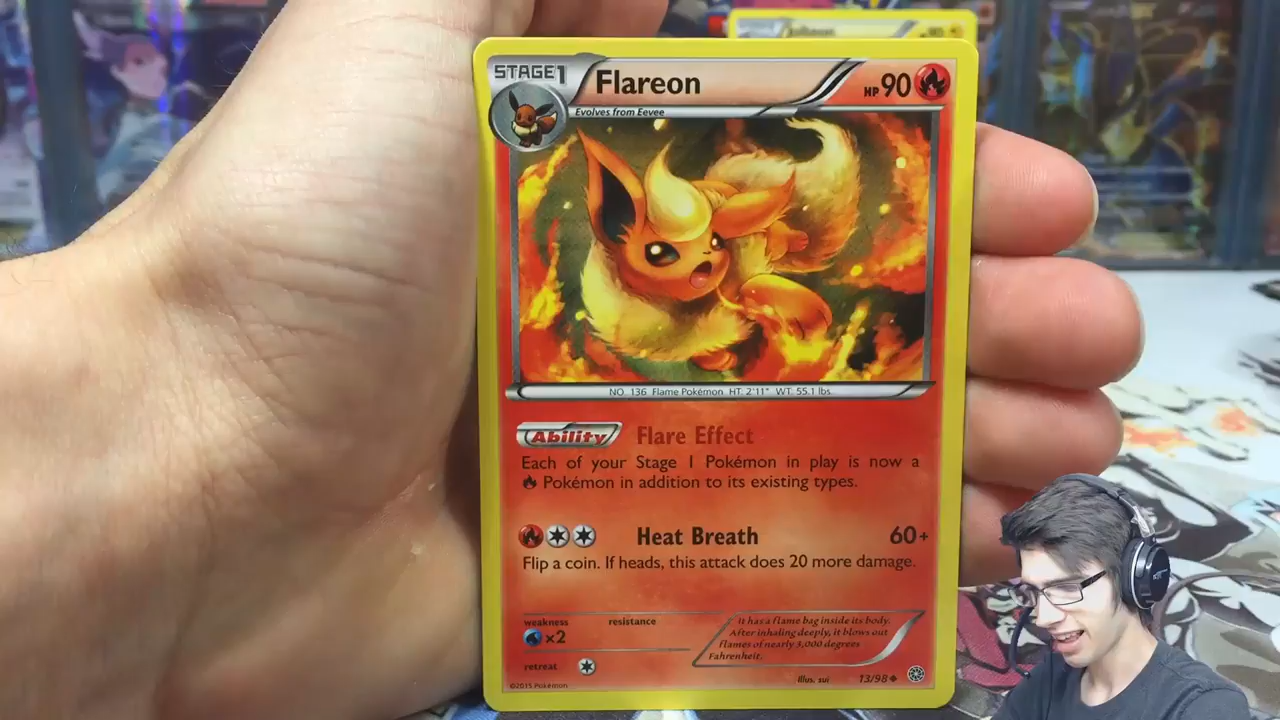 STAGE1
Flareon
HP 90
Evolves from Eevee
NO. 136 Flame Pokémon HT. 2'11" WT. 55.1 lbs.
Ability Flare Effect
Each of your Stage 1 Pokémon in play is now a
Pokémon in addition to its existing types.
Heat Breath 60+
Flip a coin. If heads, this attack does 20 more damage.
weakness resistance
×2
It has a flame bag inside its body.
After inhaling deeply, it blows out
flames of nearly 3,000 degrees
Fahrenheit.
retreat
©2015 Pokémon
Illus. sui
13/98